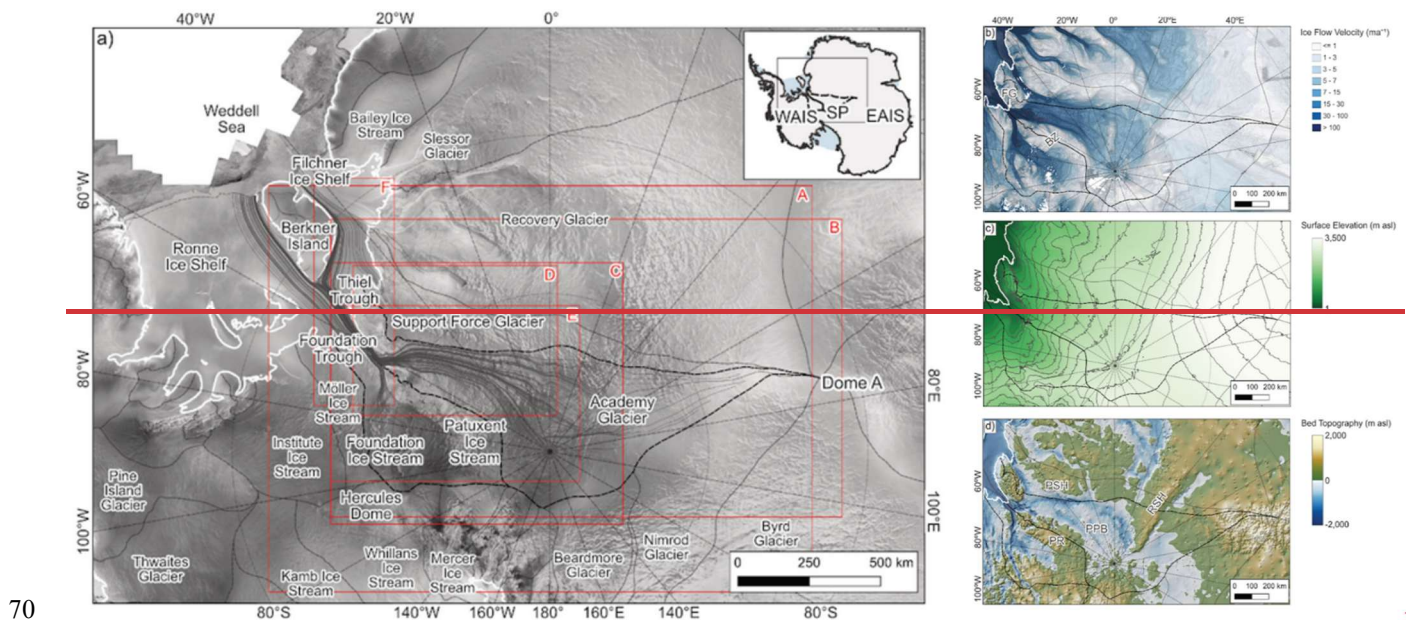 40°W
20°W
0°
a)
Weddell
Sea
Bailey Ice
Stream
Slessor
Glacier
WAIS
SP
EAIS
Filchner
Ice Shelf
F
A
60°W
Berkner
Island
Recovery Glacier
B
Ronne
Ice Shelf
Thiel
Trough
D
C
Support Force Glacier
E
Foundation
Trough
80°W
Möller
Ice
Stream
Dome A
80°E
Academy
Glacier
Institute
Ice
Stream
Foundation
Ice Stream
Patuxent
Ice
Stream
Pine
Island
Glacier
Hercules
Dome
100°W
100°E
Thwaites
Glacier
Kamb Ice
Stream
Whillans
Ice
Stream
Mercer
Ice
Stream
Beardmore
Glacier
Nimrod
Glacier
Byrd
Glacier
0 250 500 km
80°S
140°W
160°W
180°
160°E
140°E
80°S
70
40°W
20°W
0°
20°E
40°E
b)
60°W
80°W
100°W
FG
BZ
0 100 200 km
Ice Flow Velocity (ma⁻¹)
<= 1
1 - 3
3 - 5
5 - 7
7 - 15
15 - 30
30 - 100
> 100
c)
60°W
80°W
100°W
0 100 200 km
Surface Elevation (m asl)
3,500
d)
60°W
80°W
100°W
RSH
PPB
PR
0 100 200 km
Bed Topography (m asl)
2,000
-2,000